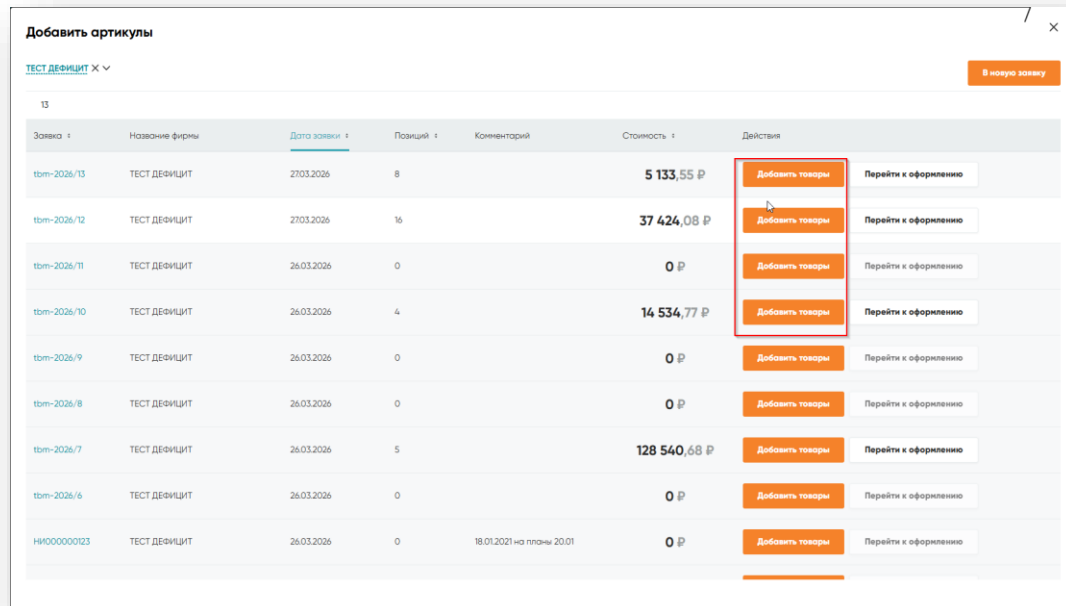 Добавить артикулы
ТЕСТ ДЕФИЦИТ
В новую заявку
13
Заявка Название фирмы Дата заявки Позиций Комментарий Стоимость Действия
tbm-2026/13 ТЕСТ ДЕФИЦИТ 27.03.2026 8 5 133,55 ₽ Добавить товары Перейти к оформлению
tbm-2026/12 ТЕСТ ДЕФИЦИТ 27.03.2026 16 37 424,08 ₽ Добавить товары Перейти к оформлению
tbm-2026/11 ТЕСТ ДЕФИЦИТ 26.03.2026 0 0 ₽ Добавить товары Перейти к оформлению
tbm-2026/10 ТЕСТ ДЕФИЦИТ 26.03.2026 4 14 534,77 ₽ Добавить товары Перейти к оформлению
tbm-2026/9 ТЕСТ ДЕФИЦИТ 26.03.2026 0 0 ₽ Добавить товары Перейти к оформлению
tbm-2026/8 ТЕСТ ДЕФИЦИТ 26.03.2026 0 0 ₽ Добавить товары Перейти к оформлению
tbm-2026/7 ТЕСТ ДЕФИЦИТ 26.03.2026 5 128 540,68 ₽ Добавить товары Перейти к оформлению
tbm-2026/6 ТЕСТ ДЕФИЦИТ 26.03.2026 0 0 ₽ Добавить товары Перейти к оформлению
НИ000000123 ТЕСТ ДЕФИЦИТ 26.03.2026 0 18.01.2021 на планы 20.01 0 ₽ Добавить товары Перейти к оформлению